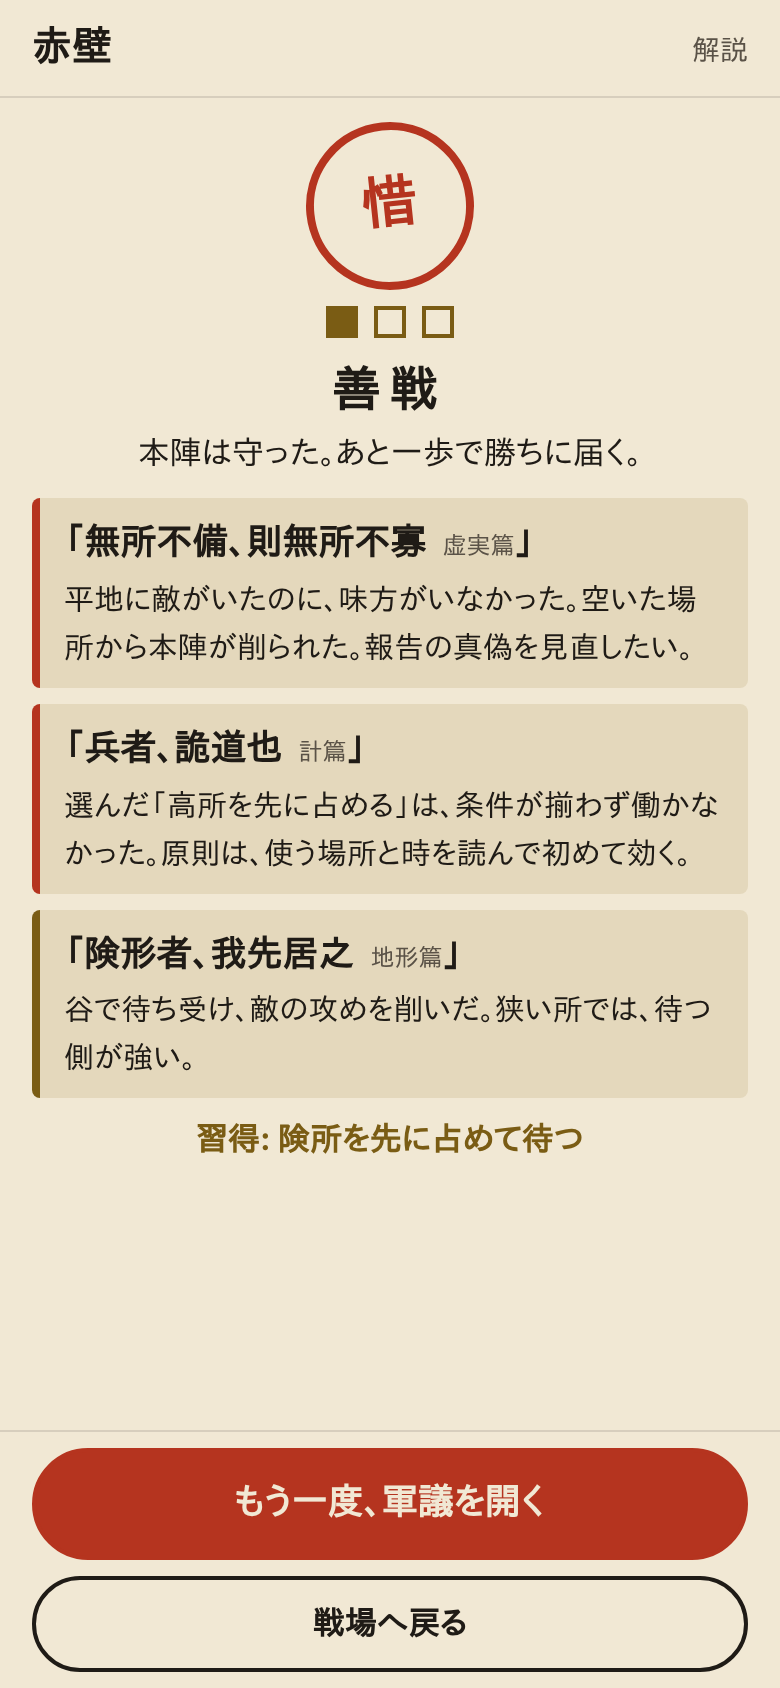 赤壁
解説
惜
善戦
本陣は守った。あと一歩で勝ちに届く。
「無所不備、則無所不寡 虚実篇」
平地に敵がいたのに、味方がいなかった。空いた場
所から本陣が削られた。報告の真偽を見直したい。
「兵者、詭道也 計篇」
選んだ「高所を先に占める」は、条件が揃わず働かな
かった。原則は、使う場所と時を読んで初めて効く。
「険形者、我先居之 地形篇」
谷で待ち受け、敵の攻めを削いだ。狭い所では、待つ
側が強い。
習得: 険所を先に占めて待つ
もう一度、軍議を開く
戦場へ戻る